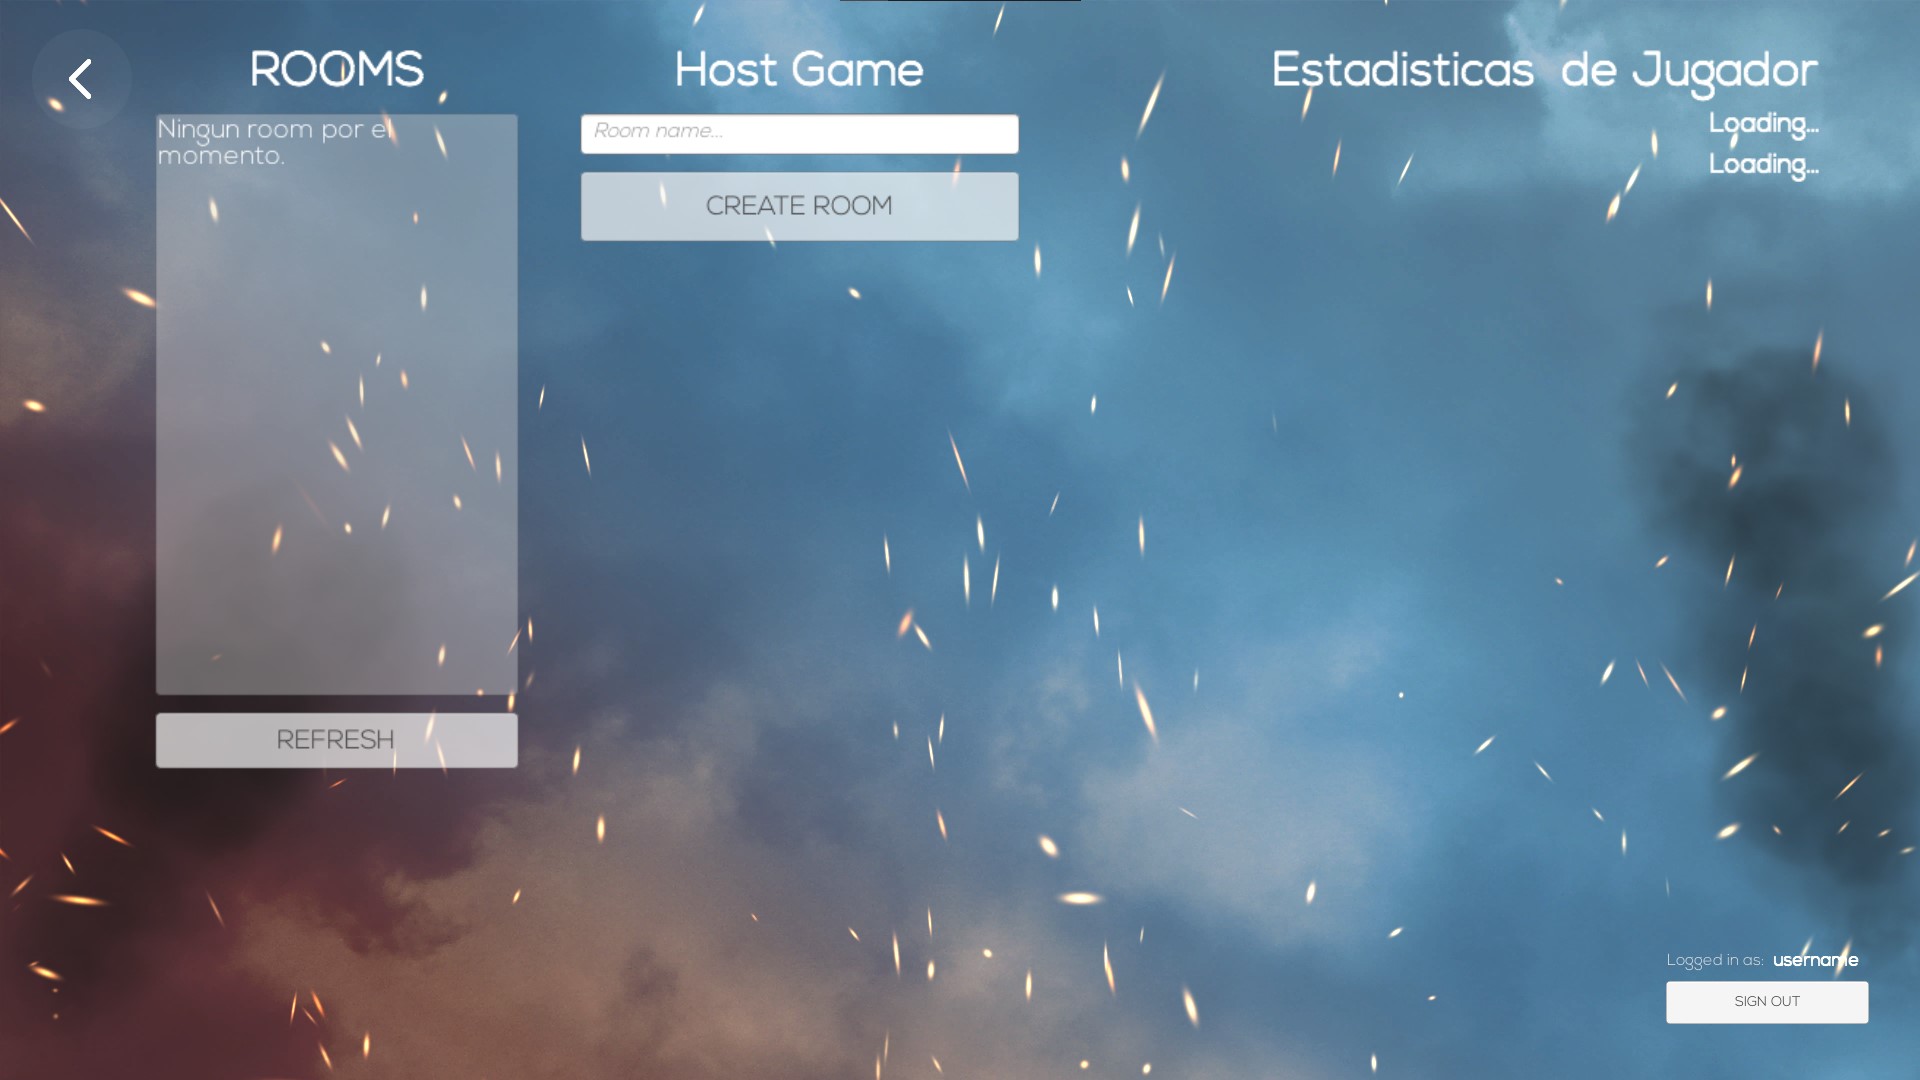 ROOMS
Ningun room por el
momento.
REFRESH
Host Game
Room name...
CREATE ROOM
Estadisticas de Jugador
Loading...
Loading...
Logged in as: username
SIGN OUT